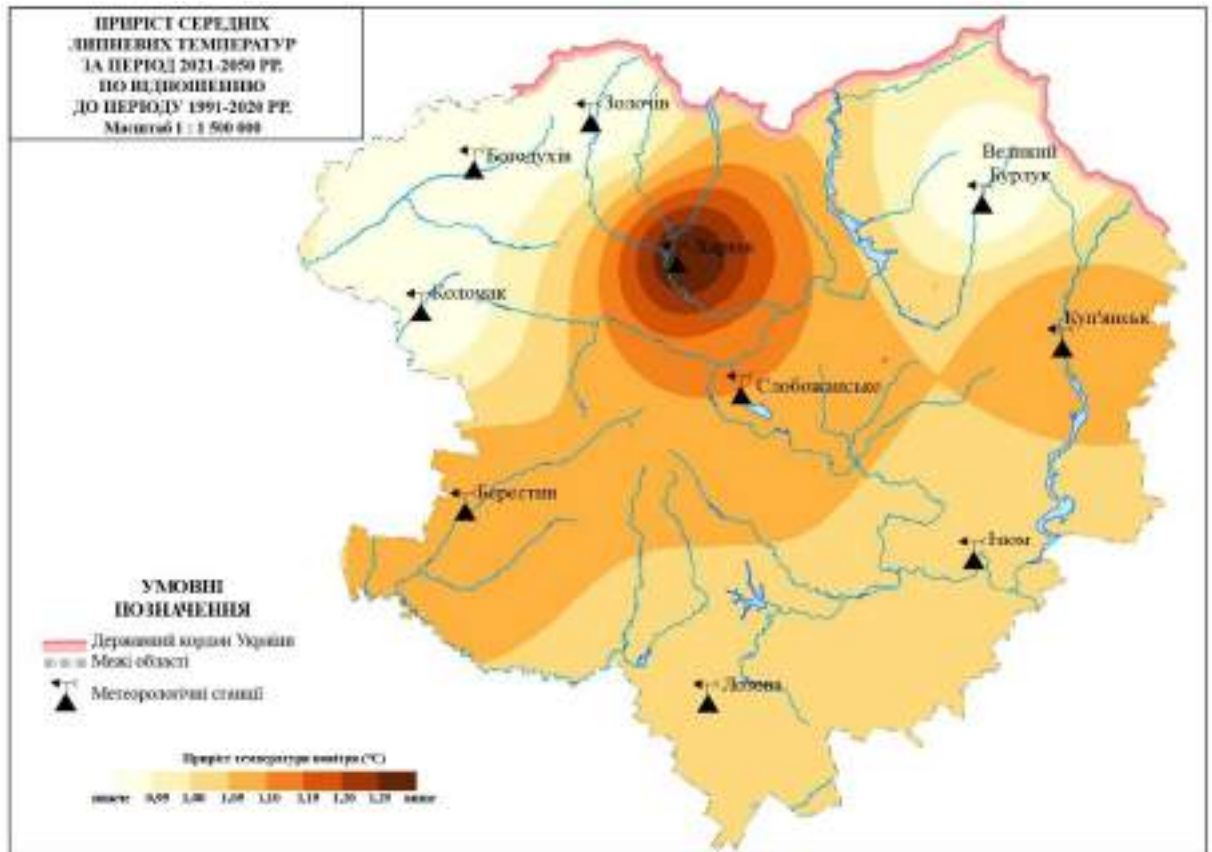 ПРИРІСТ СЕРЕДНІХ
ЛИПНЕВИХ ТЕМПЕРАТУР
ЗА ПЕРІОД 2021-2050 РР.
ПО ВІДНОШЕННЮ
ДО ПЕРІОДУ 1991-2020 РР.
Масштаб 1 : 1 500 000
Золочів
Богодухів
Великий
Бурлук
Харків
Коломак
Куп'янськ
Слобожанське
Берестин
Ізюм
Лозова
УМОВНІ
ПОЗНАЧЕННЯ
Державний кордон України
Межі області
Метеорологічні станції
Приріст температури повітря (°C)
нижче 0,95 1,00 1,05 1,10 1,15 1,20 1,25 вище